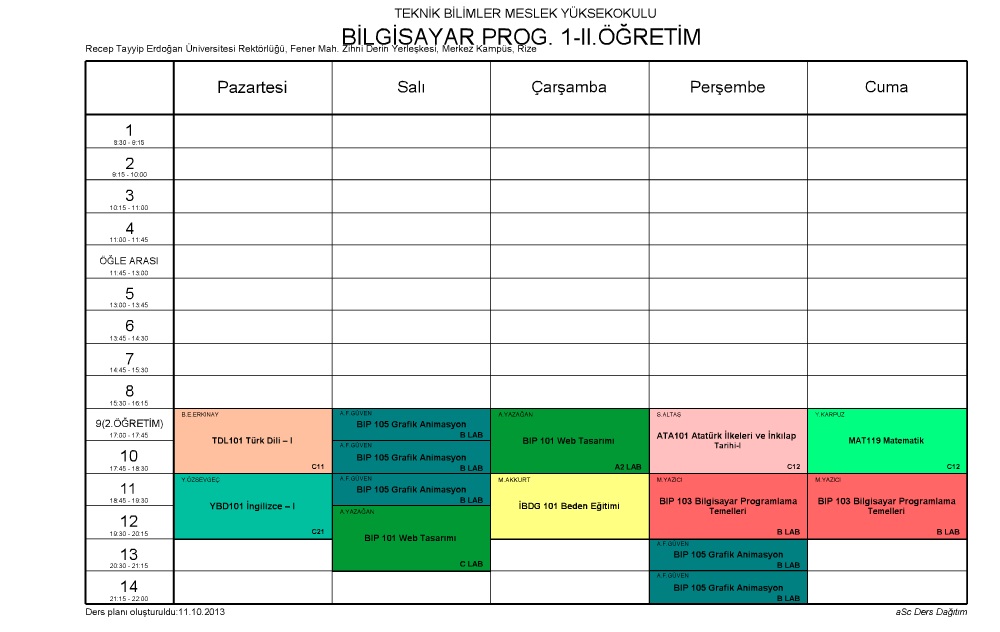 TEKNİK BİLİMLER MESLEK YÜKSEKOKULU
BİLGİSAYAR PROG. 1-II.ÖĞRETİM
Recep Tayyip Erdoğan Üniversitesi Rektörlüğü, Fener Mah. Zihni Derin Yerleşkesi, Merkez Kampüs, Rize
Pazartesi Salı Çarşamba Perşembe Cuma
1
8:30 - 9:15
2
9:15 - 10:00
3
10:15 - 11:00
4
11:00 - 11:45
ÖĞLE ARASI
11:45 - 13:00
5
13:00 - 13:45
6
13:45 - 14:30
7
14:45 - 15:30
8
15:30 - 16:15
9(2.ÖĞRETİM)
17:00 - 17:45
10
17:45 - 18:30
11
18:45 - 19:30
12
19:30 - 20:15
13
20:30 - 21:15
14
21:15 - 22:00
B.E.ERKINAY
TDL101 Türk Dili – I
C11
Y.ÖZSEVGEÇ
YBD101 İngilizce – I
C21
A.F.GÜVEN
BIP 105 Grafik Animasyon
B LAB
A.F.GÜVEN
BIP 105 Grafik Animasyon
B LAB
A.F.GÜVEN
BIP 105 Grafik Animasyon
B LAB
A.YAZAĞAN
BIP 101 Web Tasarımı
C LAB
A.YAZAĞAN
BIP 101 Web Tasarımı
A2 LAB
M.AKKURT
İBDG 101 Beden Eğitimi
S.ALTAŞ
ATA101 Atatürk İlkeleri ve İnkılap
Tarihi-I
C12
M.YAZICI
BIP 103 Bilgisayar Programlama
Temelleri
B LAB
A.F.GÜVEN
BIP 105 Grafik Animasyon
B LAB
A.F.GÜVEN
BIP 105 Grafik Animasyon
B LAB
Y.KARPUZ
MAT119 Matematik
C12
M.YAZICI
BIP 103 Bilgisayar Programlama
Temelleri
B LAB
Ders planı oluşturuldu:11.10.2013
aSc Ders Dağıtım